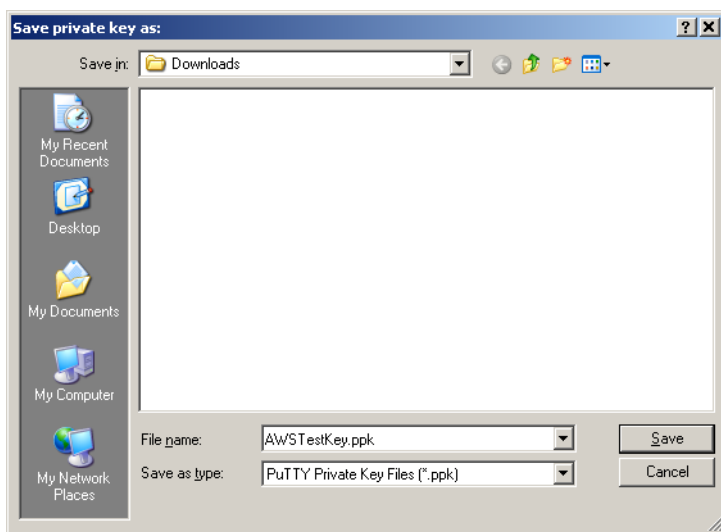 Save private key as:
Save in: Downloads
My Recent
Documents
Desktop
My Documents
My Computer
My Network
Places
File name: AWSTestKey.ppk Save
Save as type: PuTTY Private Key Files (*.ppk) Cancel